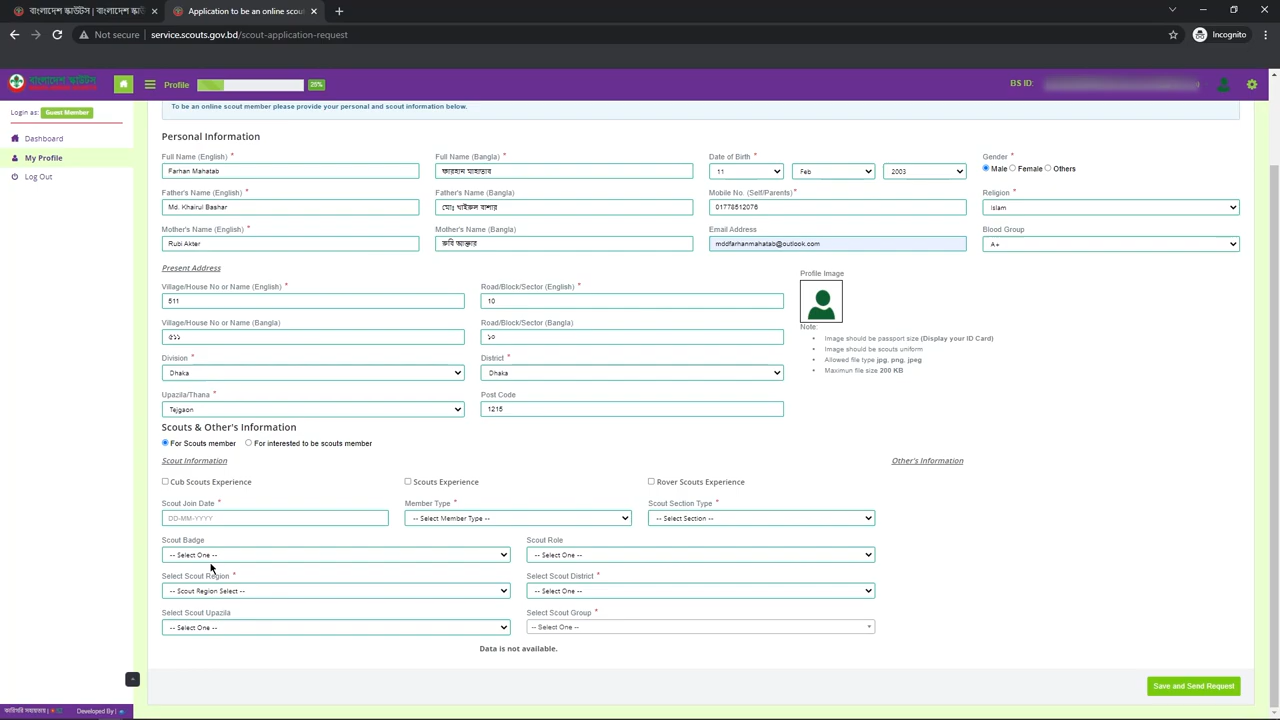 বাংলাদেশ স্কাউটস | বাংলাদেশ স্কাউ
Application to be an online scou
Not secure service.scouts.gov.bd/scout-application-request
Incognito
বাংলাদেশ স্কাউটস Profile 25% BS ID:
Login as: Guest Member
Dashboard
My Profile
Log Out
To be an online scout member please provide your personal and scout information below.
Personal Information
Full Name (English) * Full Name (Bangla) * Date of Birth * Gender *
Farhan Mahatab ফারহান মাহাতাব 11 Feb 2003 Male Female Others
Father's Name (English) * Father's Name (Bangla) Mobile No. (Self/Parents)* Religion *
Md. Khairul Bashar মোঃ খাইরুল বাশার 01778512076 Islam
Mother's Name (English) * Mother's Name (Bangla) Email Address Blood Group
Rubi Akter রুবি আক্তার mddfarhanmahatab@outlook.com A+
Present Address
Profile Image
Village/House No or Name (English) * Road/Block/Sector (English) *
511 10
Village/House No or Name (Bangla) Road/Block/Sector (Bangla)
৫১১ ১০
Note:
Image should be passport size (Display your ID Card)
Image should be scouts uniform
Allowed file type jpg, png, jpeg
Maximun file size 200 KB
Division * District *
Dhaka Dhaka
Upazila/Thana * Post Code
Tejgaon 1215
Scouts & Other's Information
For Scouts member For interested to be scouts member
Scout Information Other's Information
Cub Scouts Experience Scouts Experience Rover Scouts Experience
Scout Join Date * Member Type * Scout Section Type *
DD-MM-YYYY -- Select Member Type -- -- Select Section --
Scout Badge Scout Role
-- Select One -- -- Select One --
Select Scout Region * Select Scout District *
-- Scout Region Select -- -- Select One --
Select Scout Upazila Select Scout Group *
-- Select One -- -- Select One --
Data is not available.
Save and Send Request
কারিগরি সহায়তায় | Developed By |